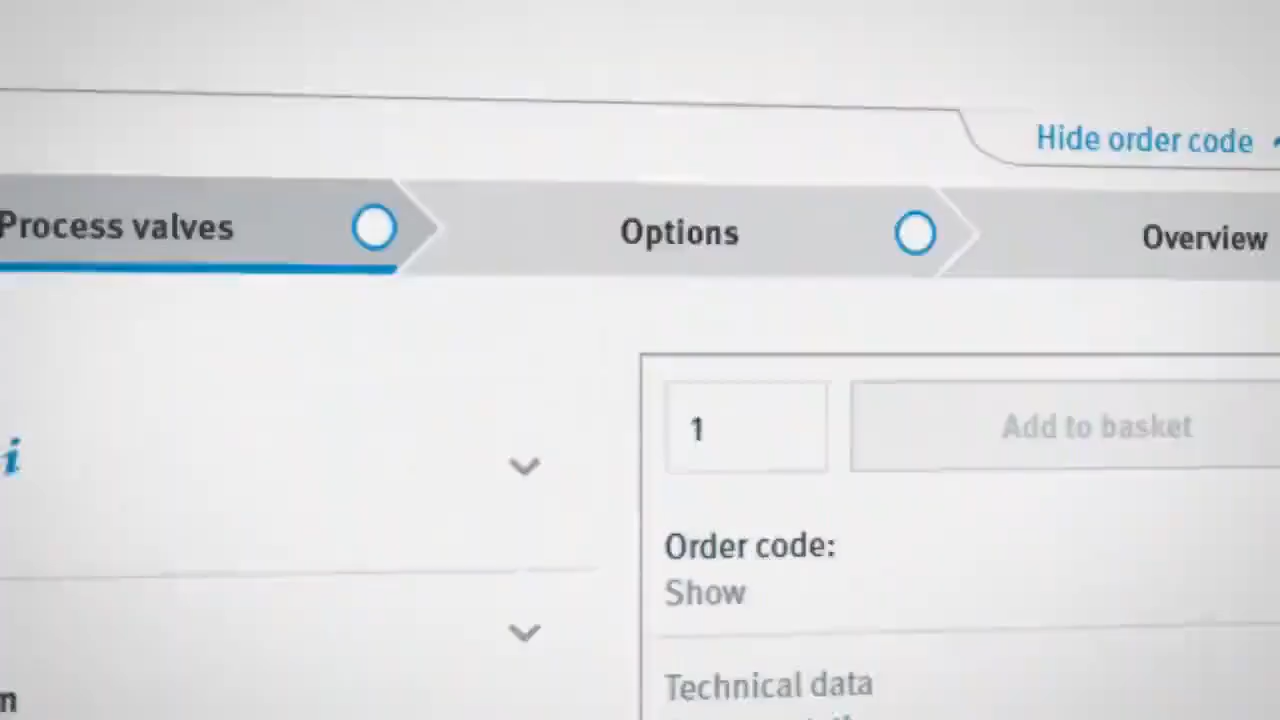 Hide order code
Process valves
Options
Overview
i
1
Add to basket
Order code:
Show
Technical data